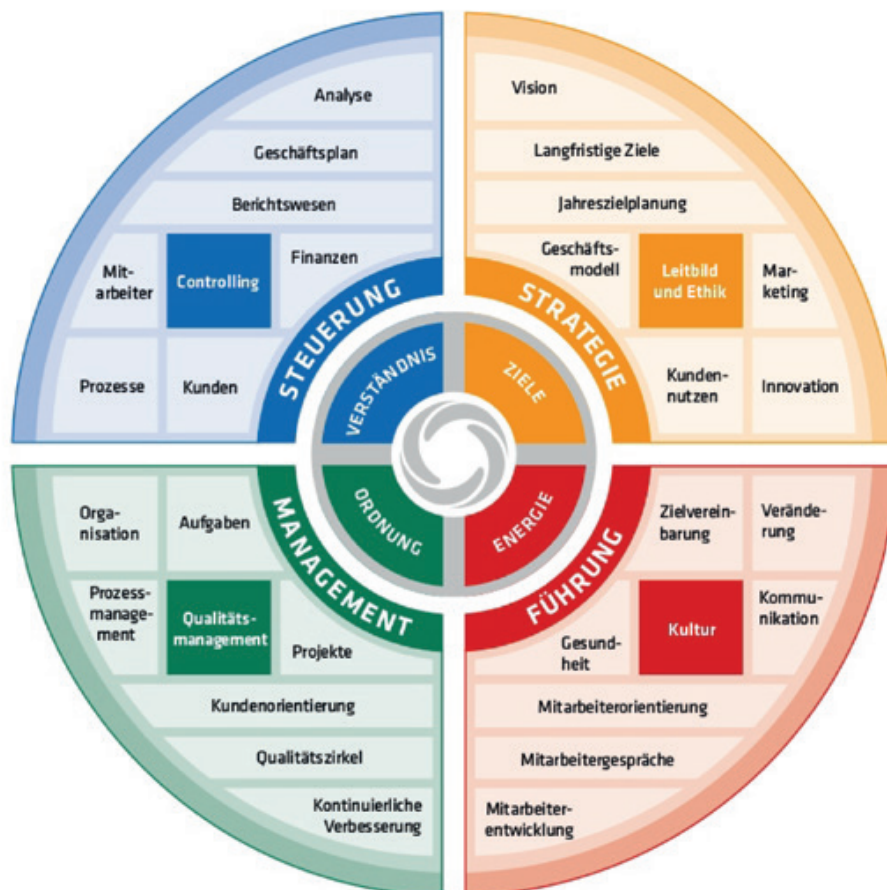 Analyse
Geschäftsplan
Berichtswesen
Mit-
arbeiter
Controlling
Finanzen
Prozesse
Kunden
STEUERUNG
VERSTÄNDNIS
Vision
Langfristige Ziele
Jahreszielplanung
Geschäfts-
modell
Leitbild
und Ethik
Mar-
keting
Kunden-
nutzen
Innovation
STRATEGIE
ZIELE
Orga-
nisation
Aufgaben
Prozess-
manage-
ment
Qualitäts-
management
Projekte
Kundenorientierung
Qualitätszirkel
Kontinuierliche
Verbesserung
MANAGEMENT
ORDNUNG
Zielverein-
barung
Verände-
rung
Gesund-
heit
Kultur
Kommu-
nikation
Mitarbeiterorientierung
Mitarbeitergespräche
Mitarbeiter-
entwicklung
FÜHRUNG
ENERGIE